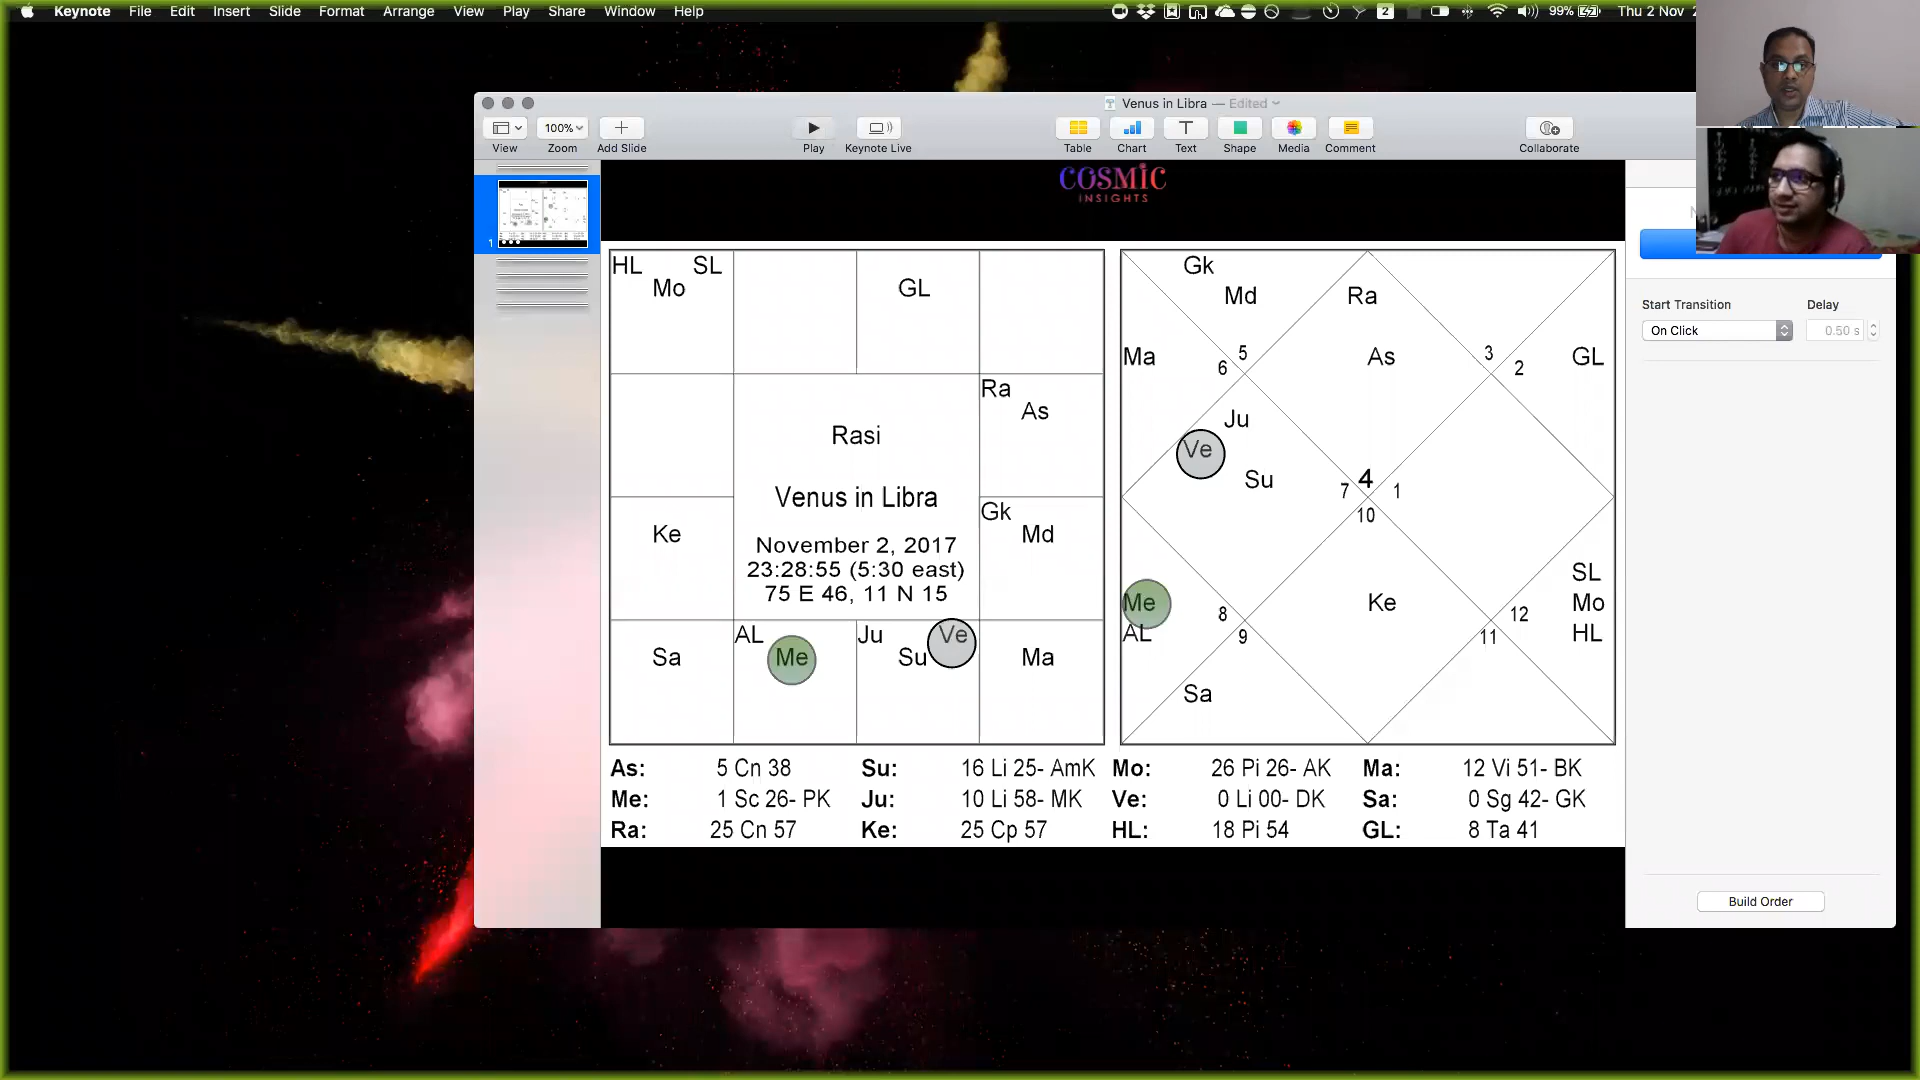 Keynote File Edit Insert Slide Format Arrange View Play Share Window Help
2 99% Thu 2 Nov
Venus in Libra — Edited
100%
View Zoom Add Slide Play Keynote Live Table Chart Text Shape Media Comment Collaborate
COSMIC
INSIGHTS
1
Start Transition Delay
On Click 0.50 s
Build Order
HL SL
Mo
GL
Ra
As
Rasi
Venus in Libra
November 2, 2017
23:28:55 (5:30 east)
75 E 46, 11 N 15
Ke
Gk
Md
Sa
AL
Me
Ju Ve
Su
Ma
Gk
Md
Ra
Ma
5
6
As
3
2
GL
Ju
Ve
Su
4
7 1
10
Me
AL
8
9
Ke
12
11
SL
Mo
HL
Sa
As: 5 Cn 38 Su: 16 Li 25- AmK Mo: 26 Pi 26- AK Ma: 12 Vi 51- BK
Me: 1 Sc 26- PK Ju: 10 Li 58- MK Ve: 0 Li 00- DK Sa: 0 Sg 42- GK
Ra: 25 Cn 57 Ke: 25 Cp 57 HL: 18 Pi 54 GL: 8 Ta 41